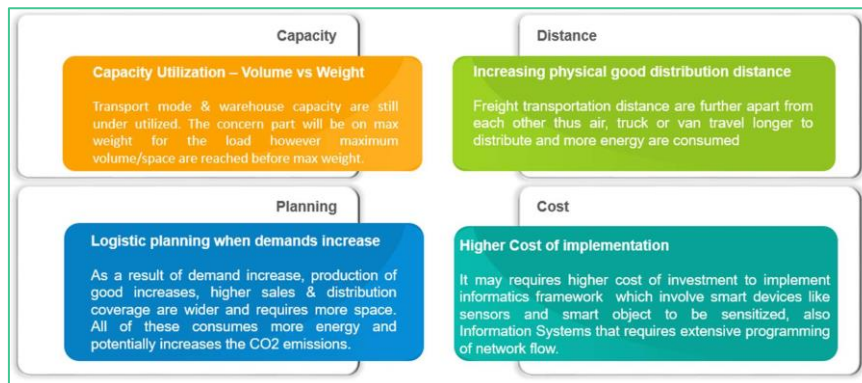 Capacity
Capacity Utilization – Volume vs Weight
Transport mode & warehouse capacity are still
under utilized. The concern part will be on max
weight for the load however maximum
volume/space are reached before max weight.
Distance
Increasing physical good distribution distance
Freight transportation distance are further apart from
each other thus air, truck or van travel longer to
distribute and more energy are consumed
Planning
Logistic planning when demands increase
As a result of demand increase, production of
good increases, higher sales & distribution
coverage are wider and requires more space.
All of these consumes more energy and
potentially increases the CO2 emissions.
Cost
Higher Cost of implementation
It may requires higher cost of investment to implement
informatics framework which involve smart devices like
sensors and smart object to be sensitized, also
Information Systems that requires extensive programming
of network flow.